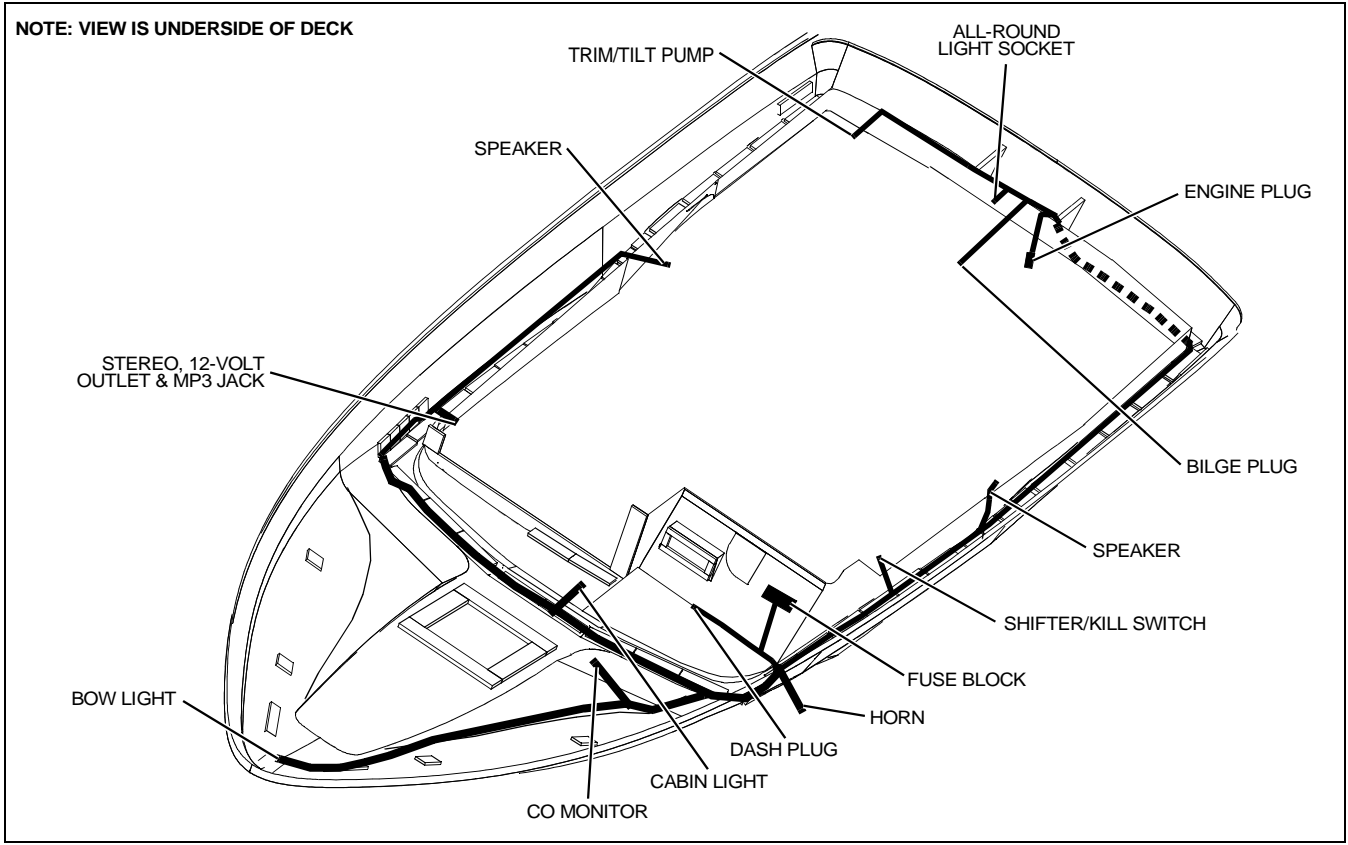 NOTE: VIEW IS UNDERSIDE OF DECK
ALL-ROUND
LIGHT SOCKET
TRIM/TILT PUMP
SPEAKER
ENGINE PLUG
STEREO, 12-VOLT
OUTLET & MP3 JACK
BILGE PLUG
SPEAKER
SHIFTER/KILL SWITCH
FUSE BLOCK
BOW LIGHT
HORN
DASH PLUG
CABIN LIGHT
CO MONITOR